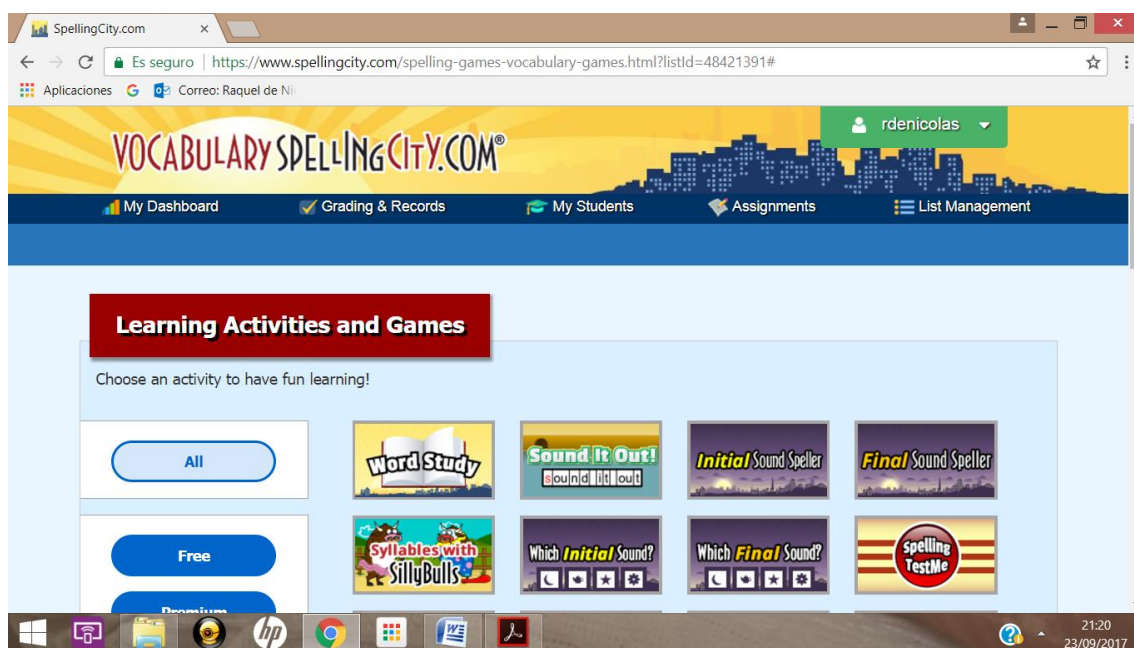 SpellingCity.com
Es seguro | https://www.spellingcity.com/spelling-games-vocabulary-games.html?listId=48421391#
Aplicaciones Correo: Raquel de Ni
VOCABULARY SPELLINGCITY.COM®
rdenicolas
My Dashboard Grading & Records My Students Assignments List Management
Learning Activities and Games
Choose an activity to have fun learning!
All
Word Study
Sound It Out!
sound it out
Initial Sound Speller
Final Sound Speller
Free
Syllables with
SillyBulls
Which Initial Sound?
Which Final Sound?
Spelling
TestMe
Premium
21:20
23/09/2017